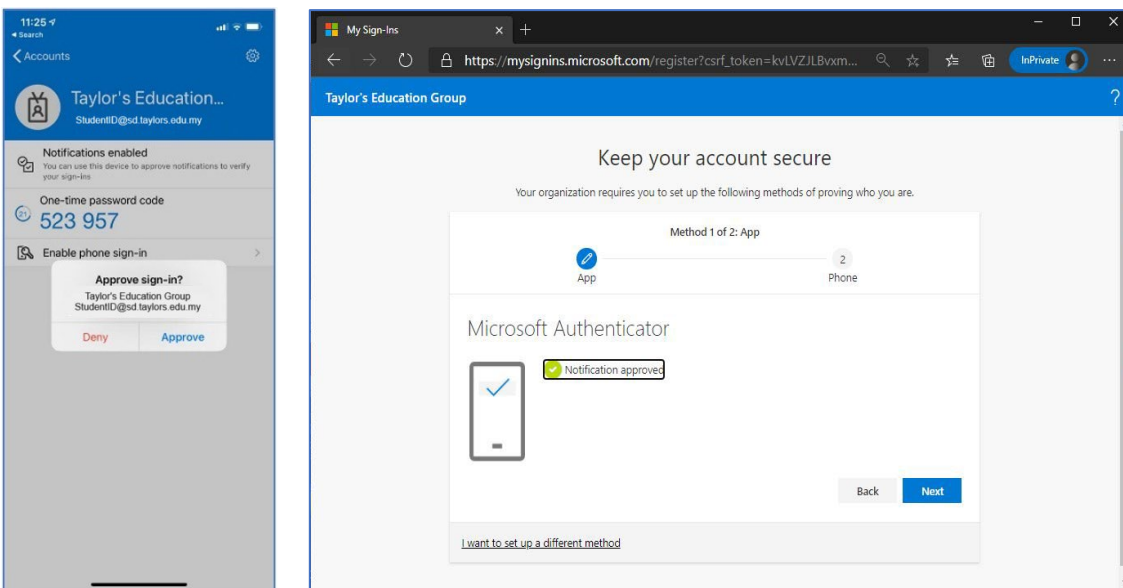 11:25
Search
Accounts
Taylor's Education...
StudentID@sd.taylors.edu.my
Notifications enabled
You can use this device to approve notifications to verify
your sign-ins
One-time password code
21
523 957
Enable phone sign-in
Approve sign-in?
Taylor's Education Group
StudentID@sd.taylors.edu.my
Deny
Approve
My Sign-Ins
https://mysignins.microsoft.com/register?csrf_token=kvLVZJLBvxm...
InPrivate
Taylor's Education Group
?
Keep your account secure
Your organization requires you to set up the following methods of proving who you are.
Method 1 of 2: App
2
App
Phone
Microsoft Authenticator
Notification approved
Back
Next
I want to set up a different method